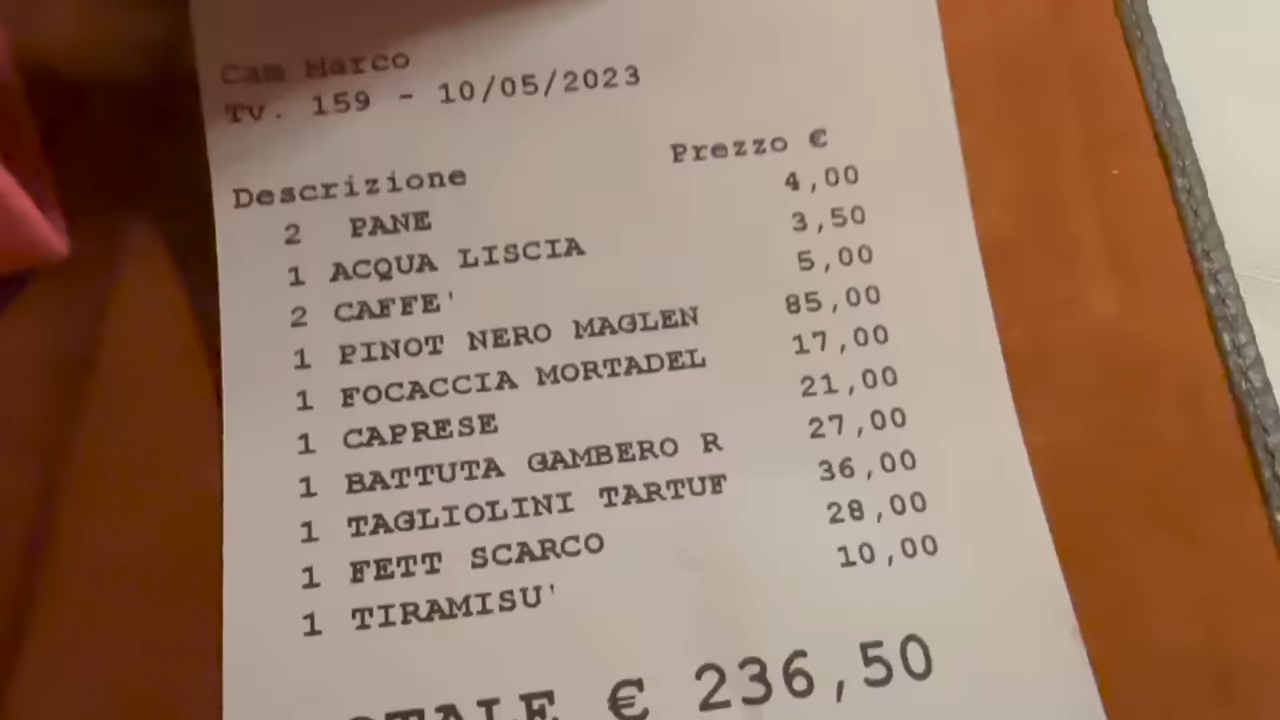 Cam Marco
Tv. 159 - 10/05/2023
Descrizione Prezzo €
2 PANE 4,00
1 ACQUA LISCIA 3,50
2 CAFFE' 5,00
1 PINOT NERO MAGLEN 85,00
1 FOCACCIA MORTADEL 17,00
1 CAPRESE 21,00
1 BATTUTA GAMBERO R 27,00
1 TAGLIOLINI TARTUF 36,00
1 FETT SCARCO 28,00
1 TIRAMISU' 10,00
OTALE € 236,50